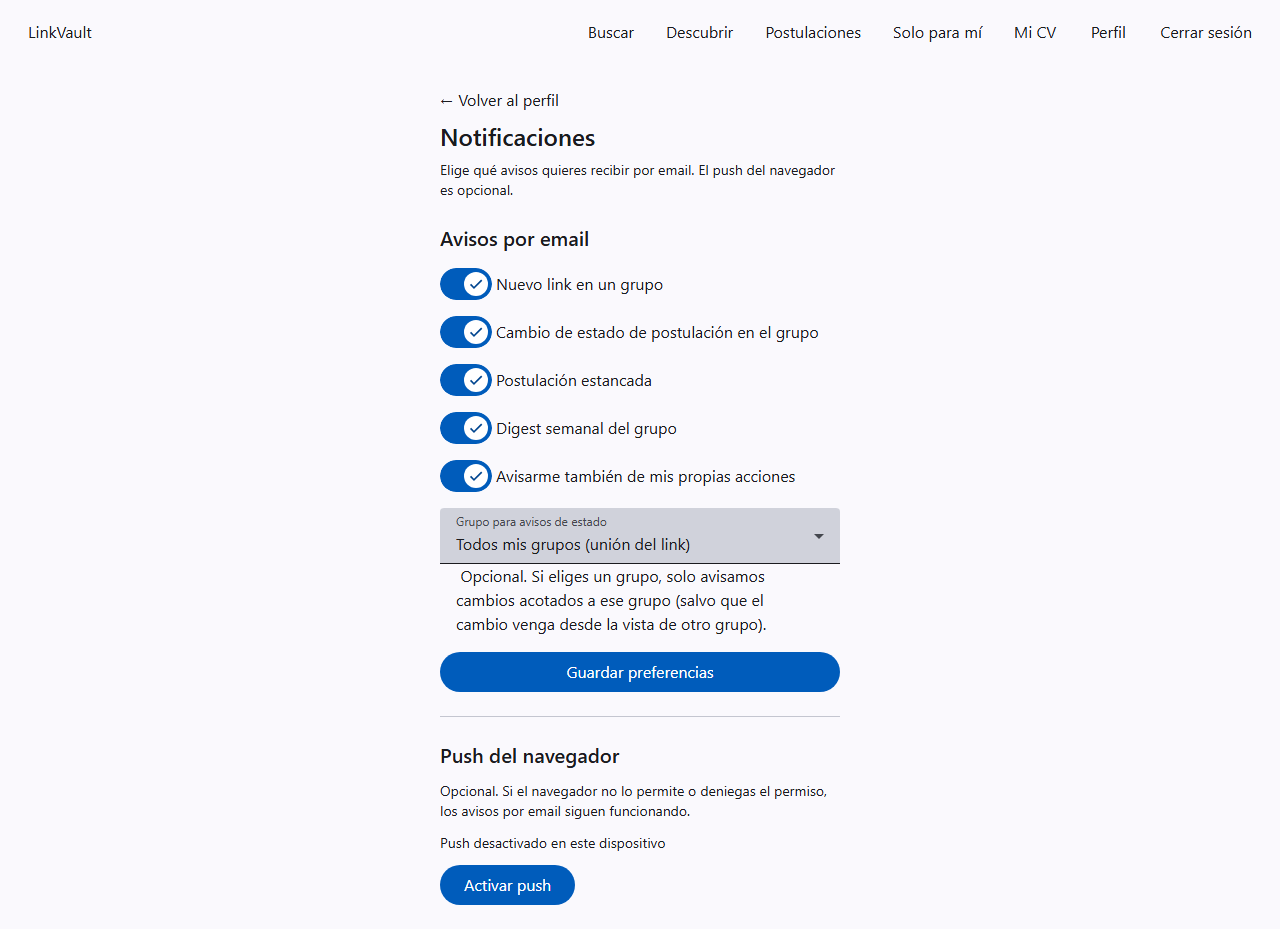 LinkVault
Buscar
Descubrir
Postulaciones
Solo para mí
Mi CV
Perfil
Cerrar sesión
← Volver al perfil
Notificaciones
Elige qué avisos quieres recibir por email. El push del navegador
es opcional.
Avisos por email
Nuevo link en un grupo
Cambio de estado de postulación en el grupo
Postulación estancada
Digest semanal del grupo
Avisarme también de mis propias acciones
Grupo para avisos de estado
Todos mis grupos (unión del link)
Opcional. Si eliges un grupo, solo avisamos
cambios acotados a ese grupo (salvo que el
cambio venga desde la vista de otro grupo).
Guardar preferencias
Push del navegador
Opcional. Si el navegador no lo permite o deniegas el permiso,
los avisos por email siguen funcionando.
Push desactivado en este dispositivo
Activar push